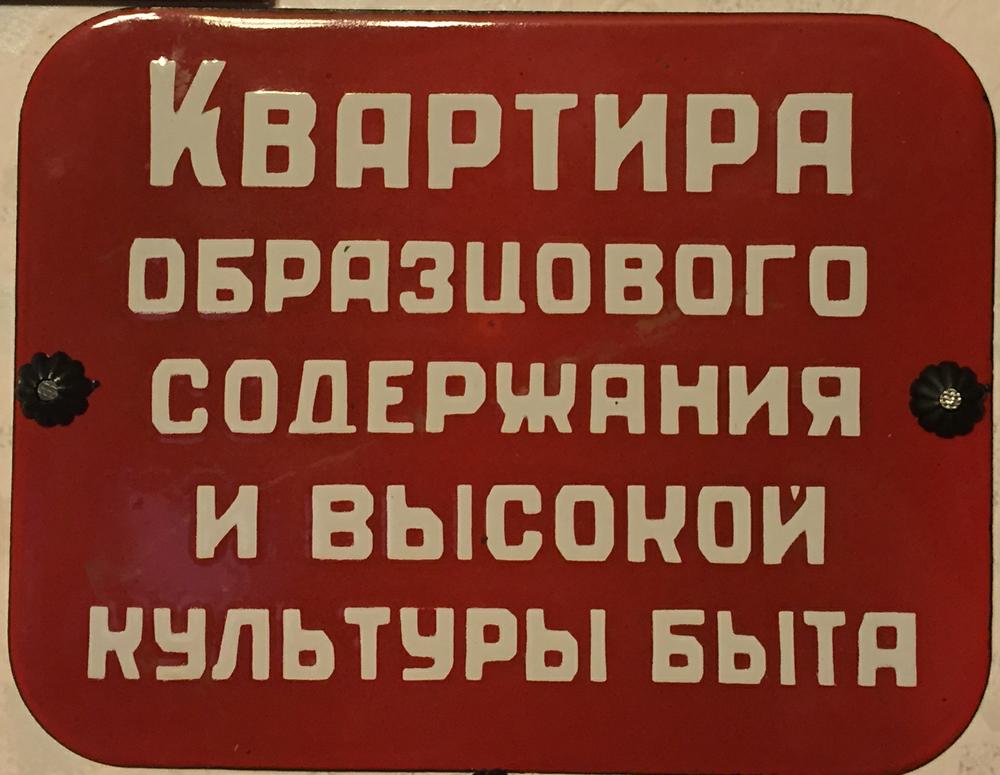 Квартира
образцового
содержания
и высокой
культуры быта